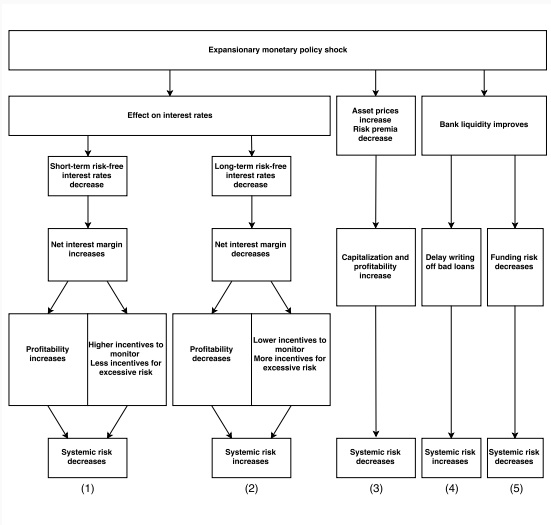 Expansionary monetary policy shock
Effect on interest rates
Asset prices
increase
Risk premia
decrease
Bank liquidity improves
Short-term risk-free
interest rates
decrease
Long-term risk-free
interest rates
decrease
Net interest margin
increases
Net interest margin
decreases
Capitalization and
profitability
increase
Delay writing
off bad loans
Funding risk
decreases
Profitability
increases
Higher incentives to
monitor
Less incentives for
excessive risk
Profitability
decreases
Lower incentives to
monitor
More incentives for
excessive risk
Systemic risk
decreases
Systemic risk
increases
Systemic risk
decreases
Systemic risk
increases
Systemic risk
decreases
(1)
(2)
(3)
(4)
(5)